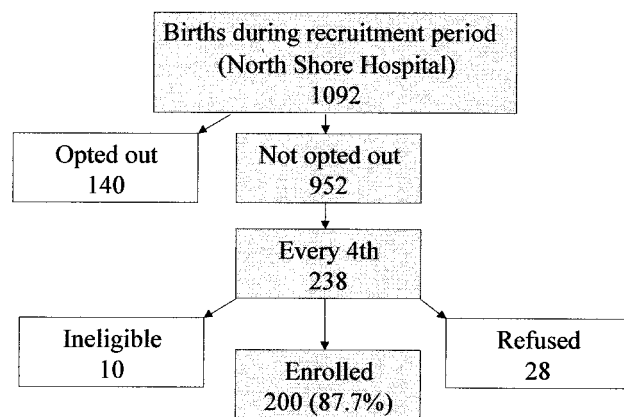 Births during recruitment period
(North Shore Hospital)
1092
Opted out
140
Not opted out
952
Every 4th
238
Ineligible
10
Enrolled
200 (87.7%)
Refused
28